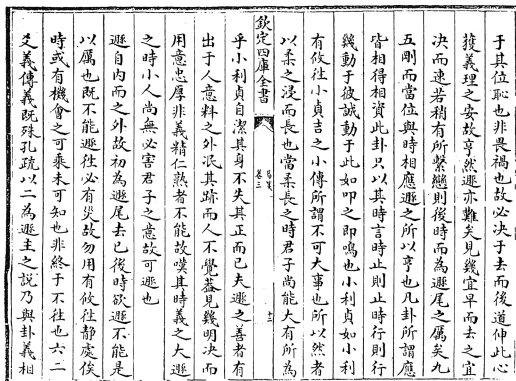 于其位恥也非畏禍也故必決于去而後道伸此心
獲義理之安故亨然遯亦難矣見幾宜早而去之宜
決而速若稍有所繫戀則後時而為遯尾之厲矣九
五剛而當位與時相應遯之所以亨也凡卦所謂應
皆相得相資此卦只以其時言時止則止時行則行
幾動于彼誠動于此如叩之即鳴也小利貞如小利
有攸往小貞吉之小傳所謂不可大事也所以然者
以柔之浸而長也當柔長之時君子尚能大有所為
欽定四庫全書
卷三
乎小利貞自潔其身不失其正而已夫遯之善者有
出于人意料之外泯其跡而人不覺葢見幾明決而
用意忠厚非義精仁熟者不能故嘆其時義之大遯
之時小人尚無必害君子之意故可遯也
遯自内而之外故初為遯尾去已後時欲遯不能是
以厲也既不能遯往必有災故勿用有攸往静處俟
時或有機會之可乘未可知也非終于不往也六二
爻義傳義既殊孔疏以二為遯主之說乃與卦義相